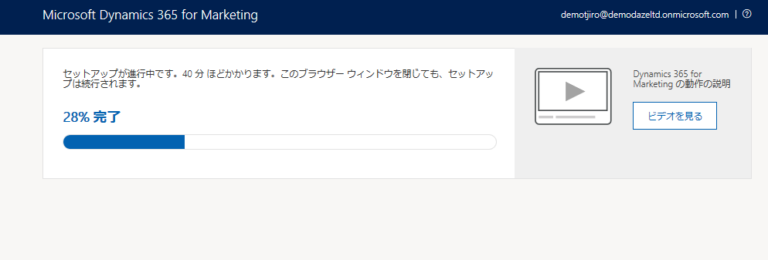 Microsoft Dynamics 365 for Marketing
demotjiro@demodazeltd.onmicrosoft.com | ?
セットアップが進行中です。40 分 ほどかかります。このブラウザー ウィンドウを閉じても、セットアッ
プは続行されます。
28% 完了
Dynamics 365 for
Marketing の動作の説明
ビデオを見る